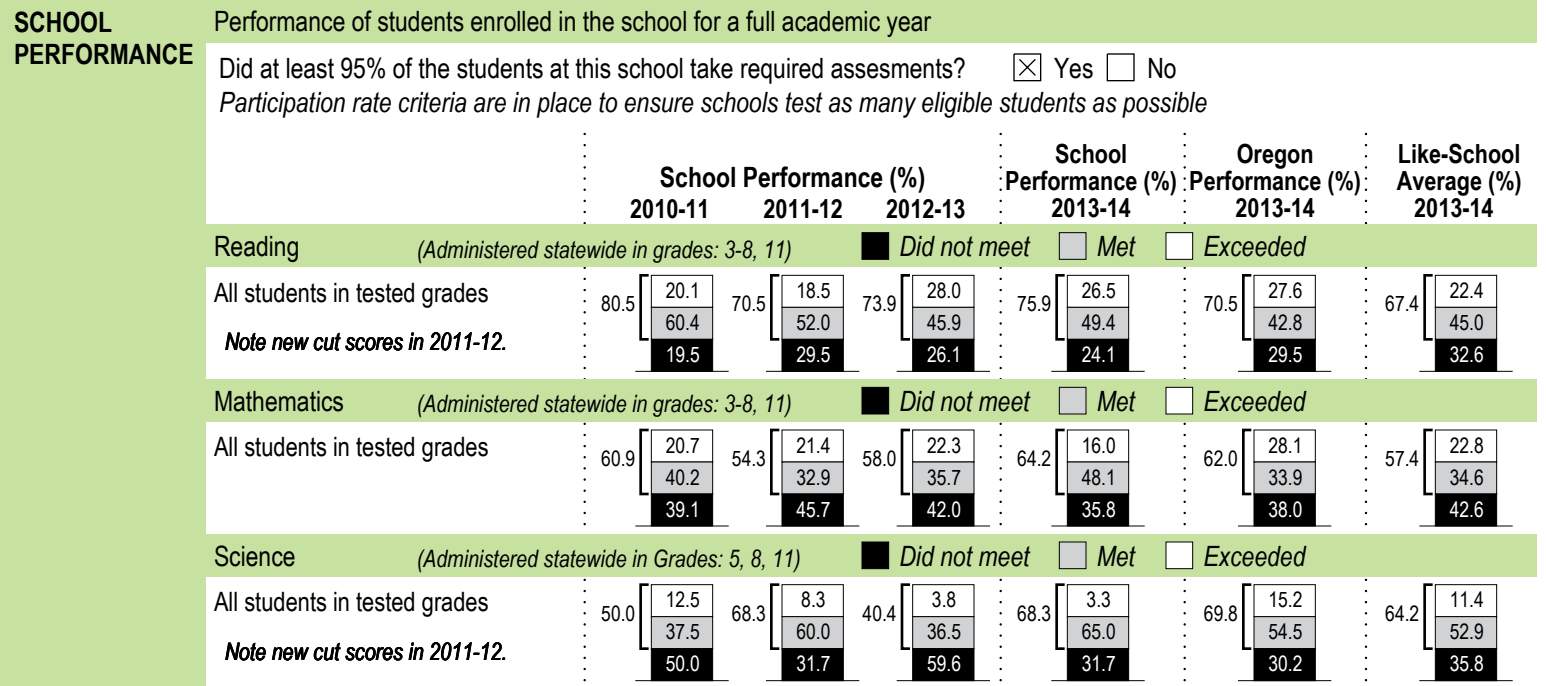 SCHOOL PERFORMANCE
Performance of students enrolled in the school for a full academic year
Did at least 95% of the students at this school take required assesments? ☒ Yes ☐ No
Participation rate criteria are in place to ensure schools test as many eligible students as possible
School Performance (%)
2010-11 2011-12 2012-13
School Performance (%) 2013-14
Oregon Performance (%) 2013-14
Like-School Average (%) 2013-14
Reading (Administered statewide in grades: 3-8, 11) Did not meet Met Exceeded
All students in tested grades
Note new cut scores in 2011-12.
80.5 20.1 60.4 19.5
70.5 18.5 52.0 29.5
73.9 28.0 45.9 26.1
75.9 26.5 49.4 24.1
70.5 27.6 42.8 29.5
67.4 22.4 45.0 32.6
Mathematics (Administered statewide in grades: 3-8, 11) Did not meet Met Exceeded
All students in tested grades
60.9 20.7 40.2 39.1
54.3 21.4 32.9 45.7
58.0 22.3 35.7 42.0
64.2 16.0 48.1 35.8
62.0 28.1 33.9 38.0
57.4 22.8 34.6 42.6
Science (Administered statewide in Grades: 5, 8, 11) Did not meet Met Exceeded
All students in tested grades
Note new cut scores in 2011-12.
50.0 12.5 37.5 50.0
68.3 8.3 60.0 31.7
40.4 3.8 36.5 59.6
68.3 3.3 65.0 31.7
69.8 15.2 54.5 30.2
64.2 11.4 52.9 35.8